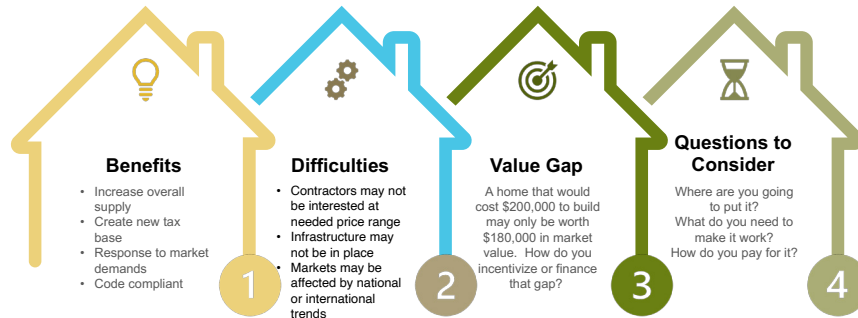 Benefits
• Increase overall
supply
• Create new tax
base
• Response to market
demands
• Code compliant
1
Difficulties
• Contractors may not
be interested at
needed price range
• Infrastructure may
not be in place
• Markets may be
affected by national
or international
trends
2
Value Gap
A home that would
cost $200,000 to build
may only be worth
$180,000 in market
value.  How do you
incentivize or finance
that gap?
3
Questions to
Consider
Where are you going
to put it?
What do you need to
make it work?
How do you pay for it?
4